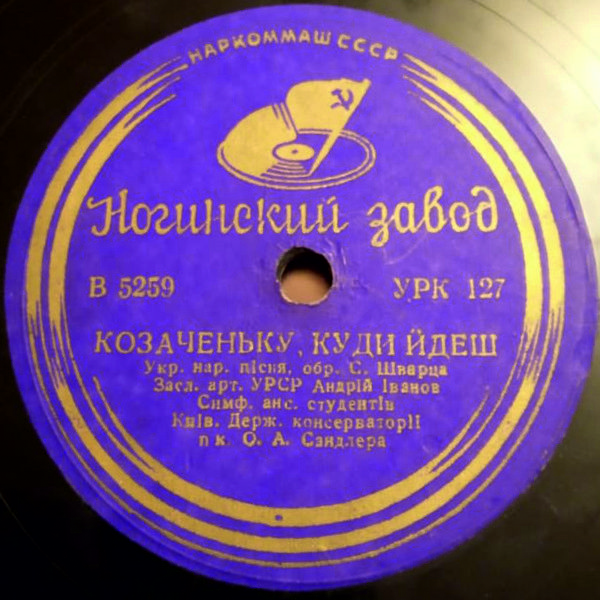 НАРКОММАШ СССР
Ногинский завод
В 5259 УРК 127
КОЗАЧЕНЬКУ, КУДИ ЙДЕШ
Укр. нар. пісня, обр. С. Шварца
Засл. арт. УРСР Андрій Іванов
Симф. анс. студентів
Київ. Держ. консерваторії
п к. О. А. Сандлера